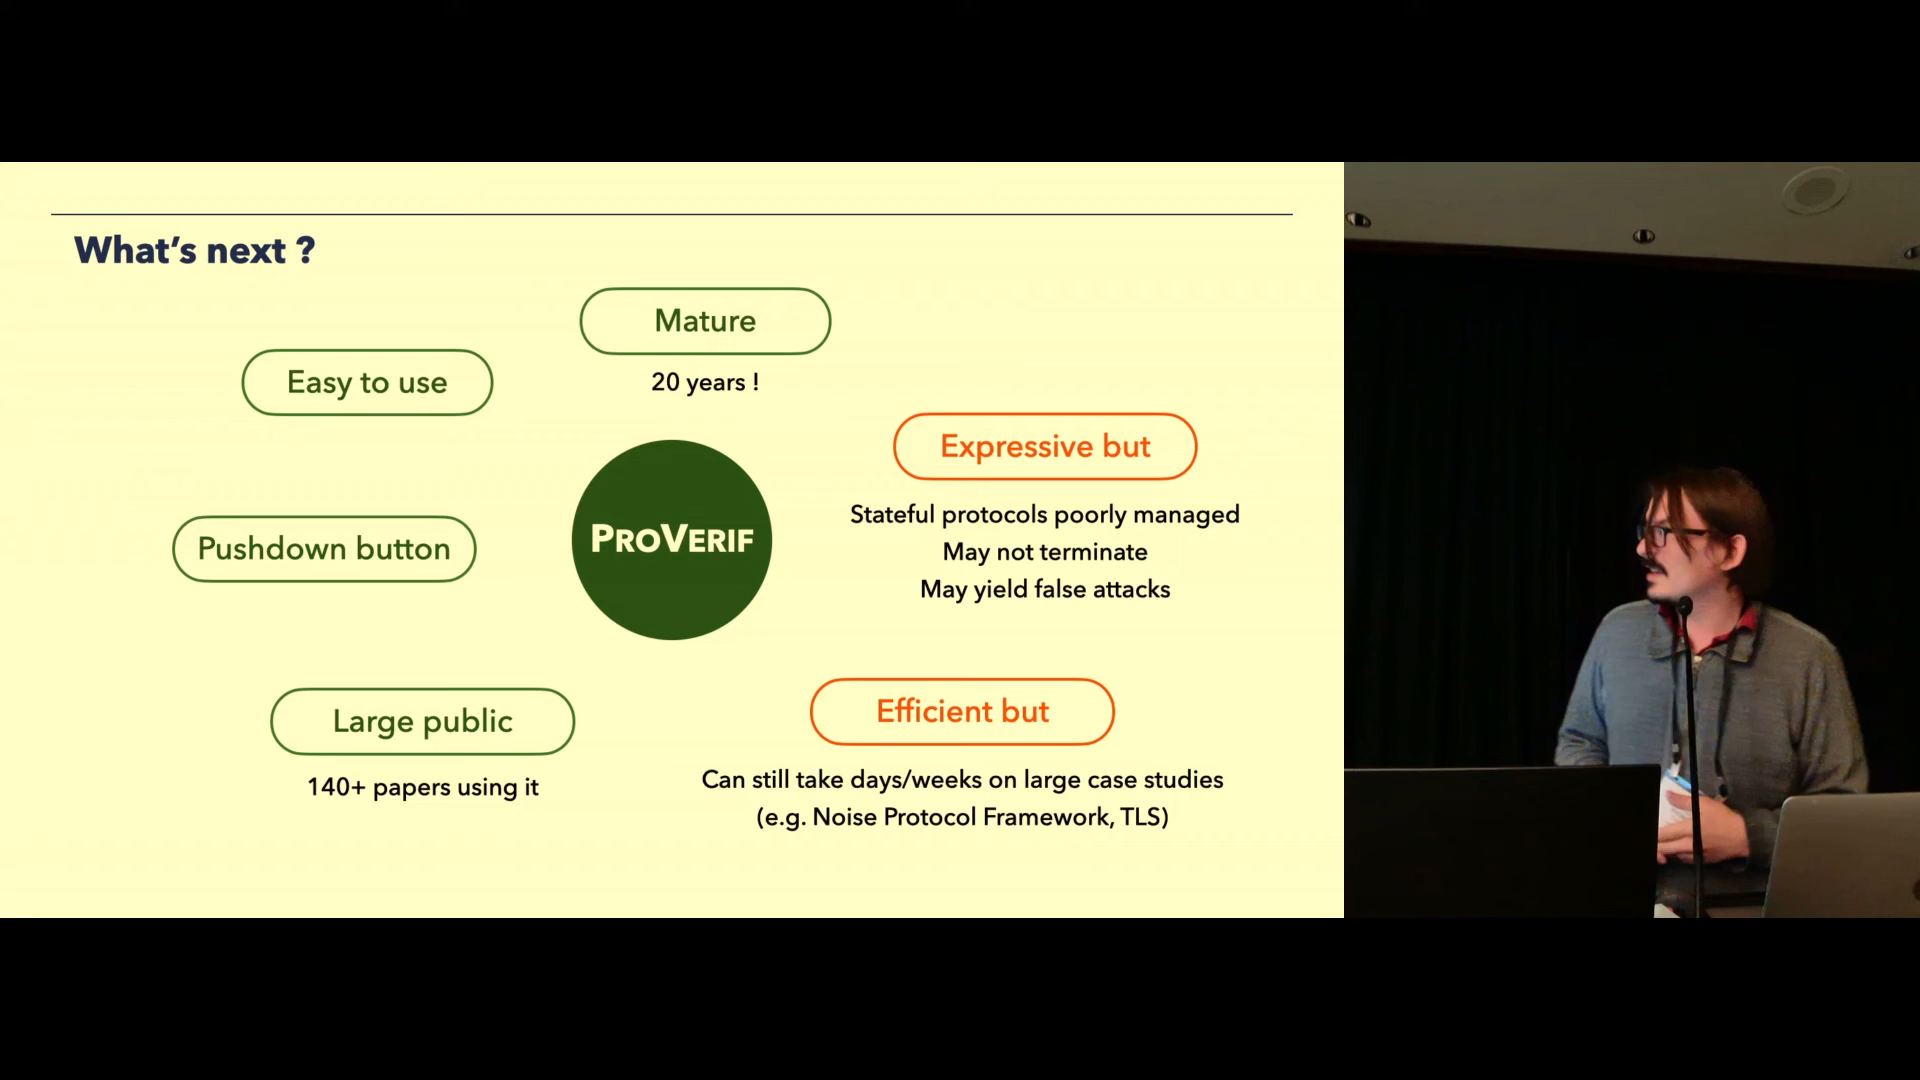 What's next ?
Mature
20 years !
Easy to use
Expressive but
Stateful protocols poorly managed
May not terminate
May yield false attacks
PROVERIF
Pushdown button
Large public
140+ papers using it
Efficient but
Can still take days/weeks on large case studies
(e.g. Noise Protocol Framework, TLS)